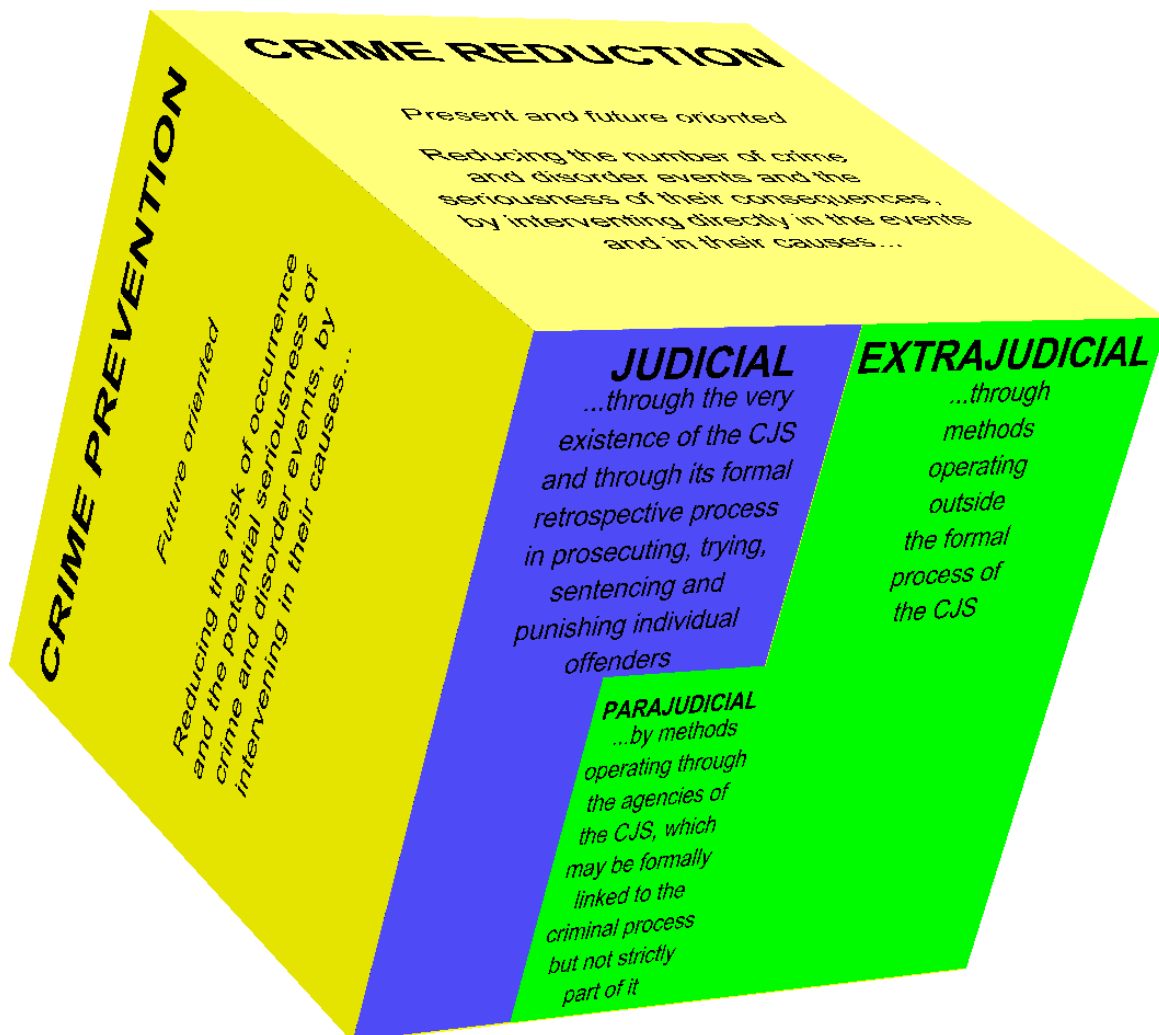 CRIME REDUCTION
Present and future orionted
Reducing the number of crime
and disorder events and the
seriousness of their consequences,
by interventing directly in the events
and in their causes...
CRIME PREVENTION
Future oriented
Reducing the risk of occurrence
and the potential seriousness of
crime and disorder events, by
intervening in their causes...
JUDICIAL
...through the very
existence of the CJS
and through its formal
retrospective process
in prosecuting, trying,
sentencing and
punishing individual
offenders
PARAJUDICIAL
...by methods
operating through
the agencies of
the CJS, which
may be formally
linked to the
criminal process
but not strictly
part of it
EXTRAJUDICIAL
...through
methods
operating
outside
the formal
process of
the CJS